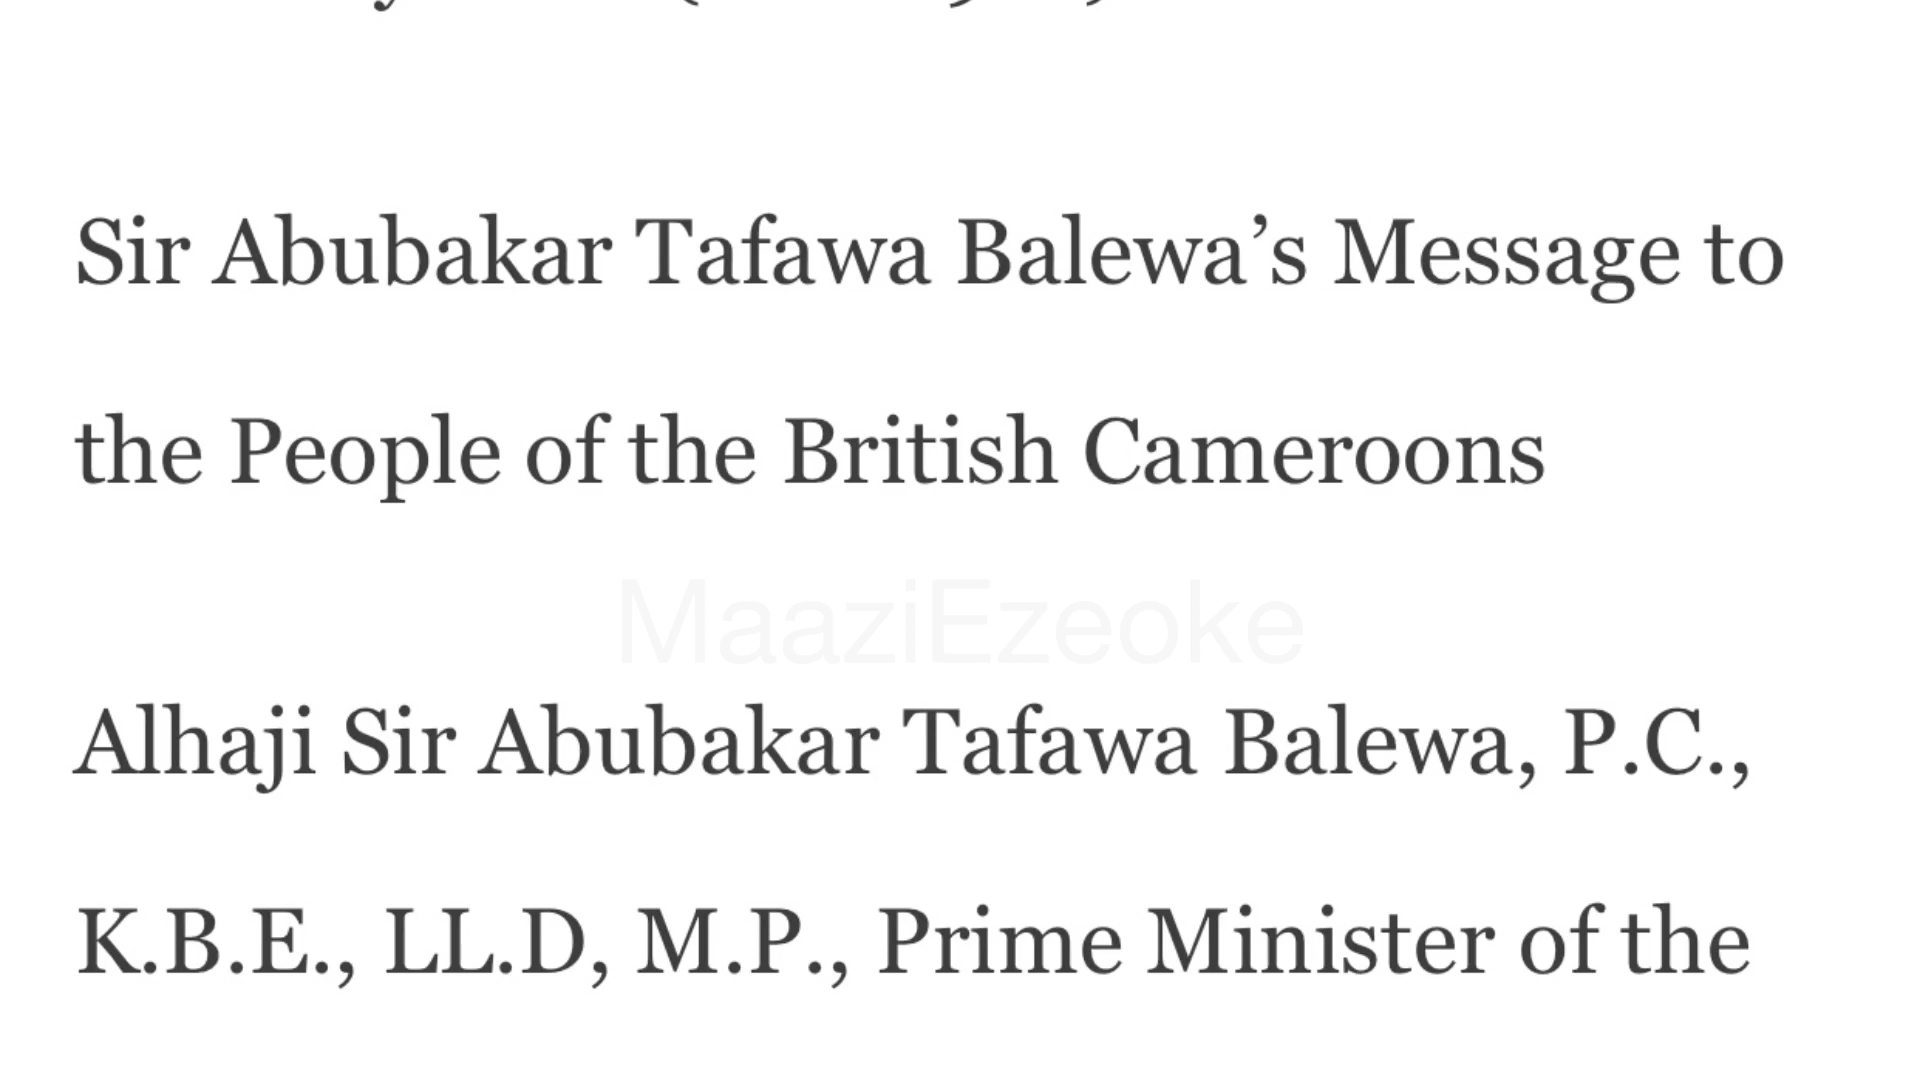 Sir Abubakar Tafawa Balewa’s Message to
the People of the British Cameroons
MaaziEzeoke
Alhaji Sir Abubakar Tafawa Balewa, P.C.,
K.B.E., LL.D, M.P., Prime Minister of the